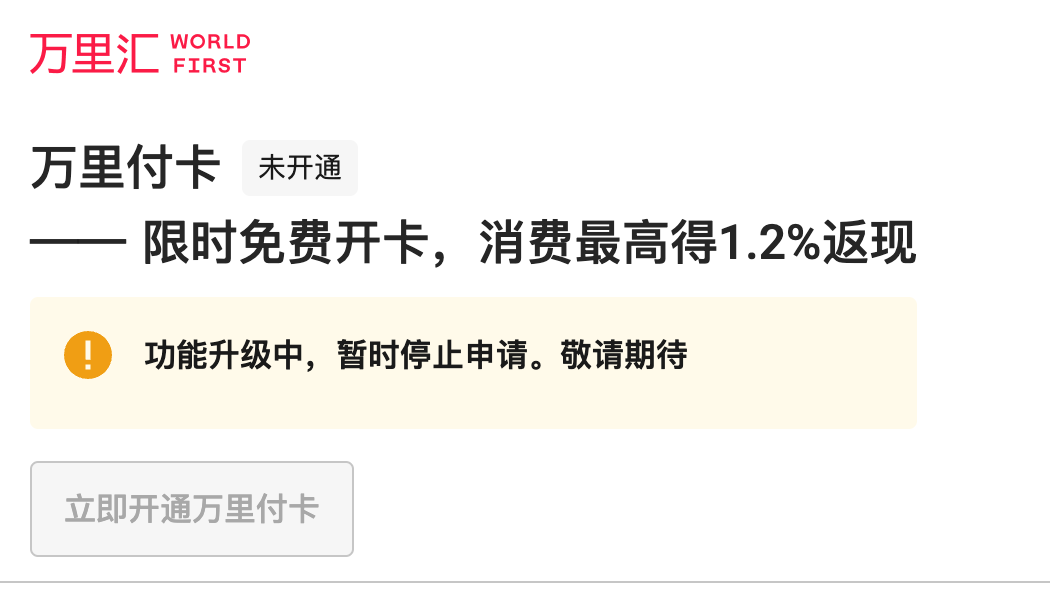 万里汇 WORLD FIRST
万里付卡 未开通
—— 限时免费开卡，消费最高得1.2%返现
功能升级中，暂时停止申请。敬请期待
立即开通万里付卡